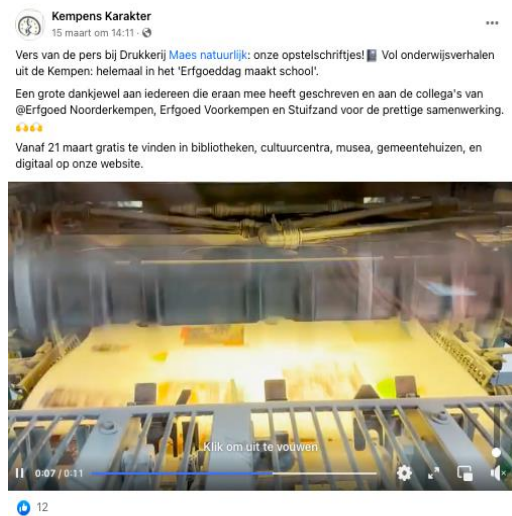 Kempens Karakter
15 maart om 14:11 ·
Vers van de pers bij Drukkerij Maes natuurlijk: onze opstelschriftjes! Vol onderwijsverhalen
uit de Kempen: helemaal in het 'Erfgoeddag maakt school'.
Een grote dankjewel aan iedereen die eraan mee heeft geschreven en aan de collega's van
@Erfgoed Noorderkempen, Erfgoed Voorkempen en Stuifzand voor de prettige samenwerking.
Vanaf 21 maart gratis te vinden in bibliotheken, cultuurcentra, musea, gemeentehuizen, en
digitaal op onze website.
Klik om uit te vouwen
0:07 / 0:11
12